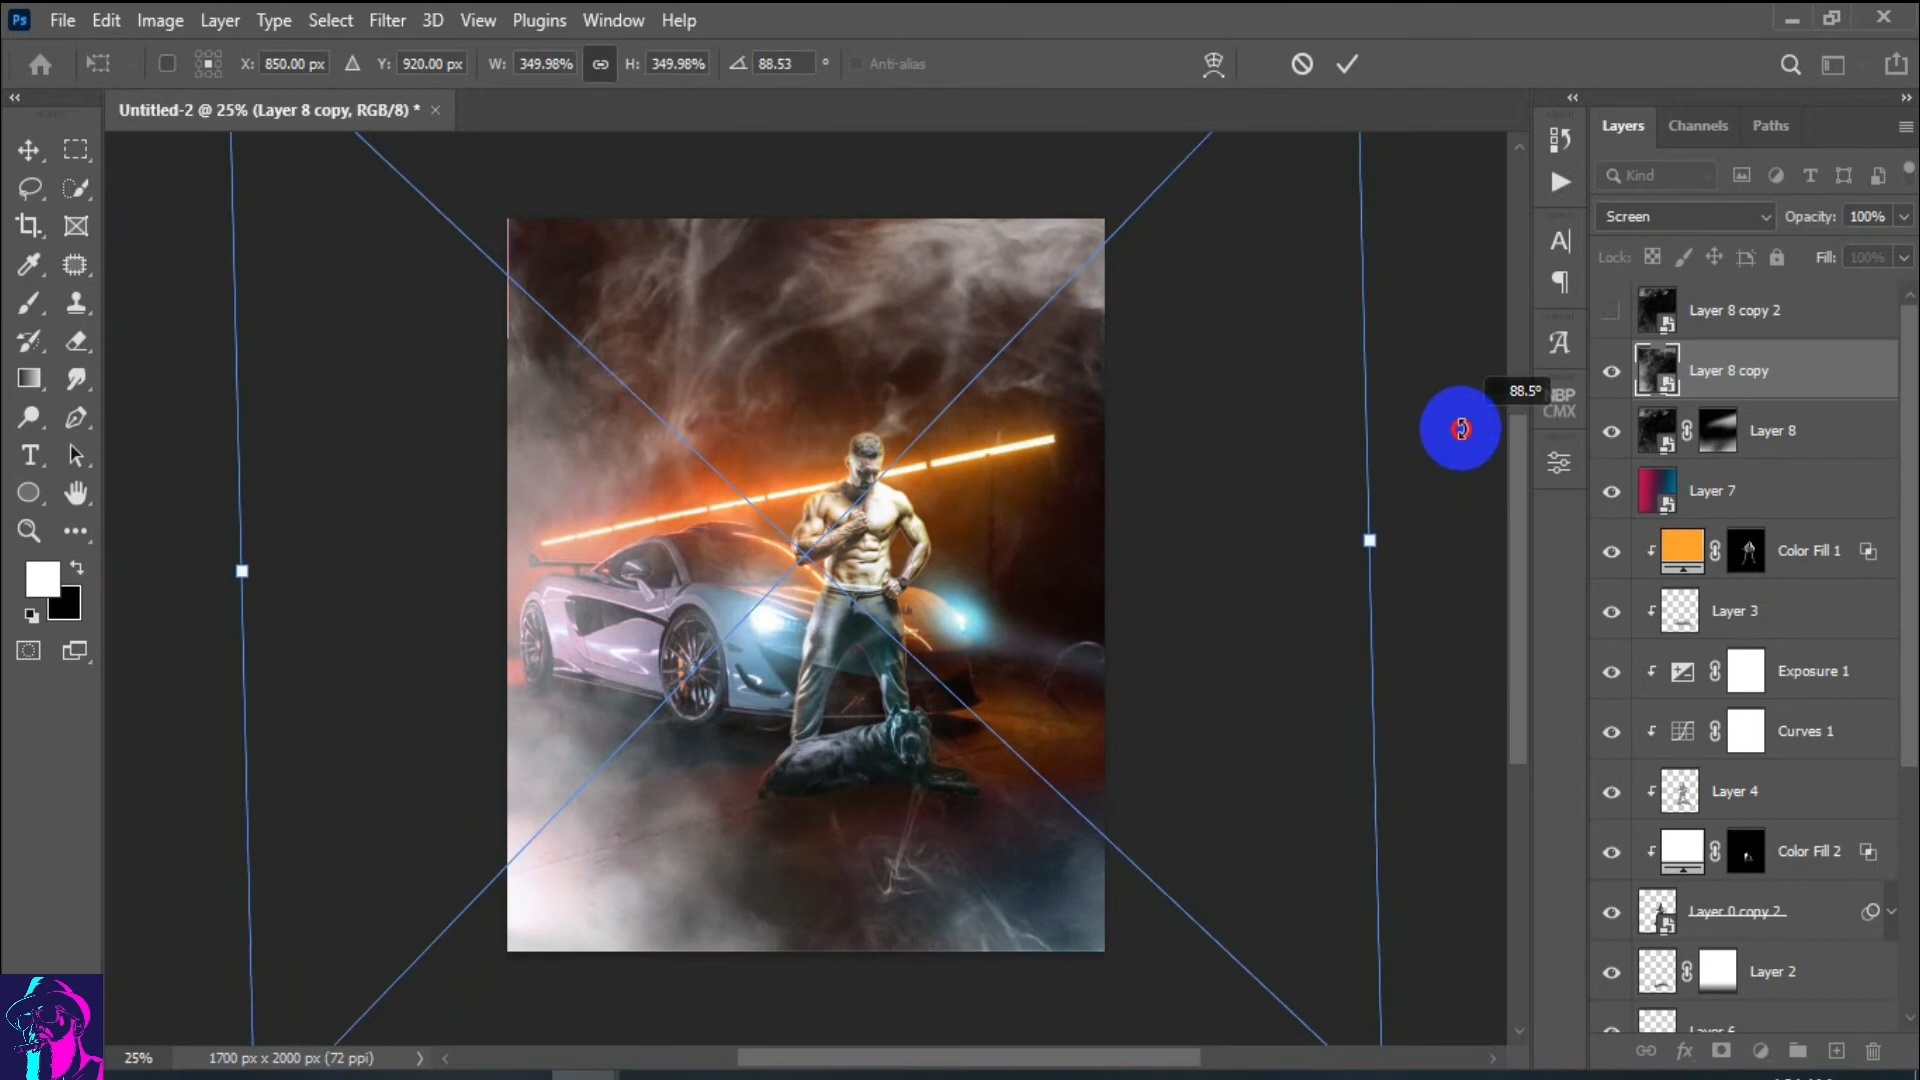 Ps File Edit Image Layer Type Select Filter 3D View Plugins Window Help
X: 850.00 px Y: 920.00 px W: 349.98% H: 349.98% 88.53 ° Anti-alias
Untitled-2 @ 25% (Layer 8 copy, RGB/8) *
Layers Channels Paths
Kind
Screen Opacity: 100%
Lock: Fill: 100%
Layer 8 copy 2
Layer 8 copy
88.5°
NBP
CMX
Layer 8
Layer 7
Color Fill 1
Layer 3
Exposure 1
Curves 1
Layer 4
Color Fill 2
Layer 0 copy 2
Layer 2
25% 1700 px x 2000 px (72 ppi)